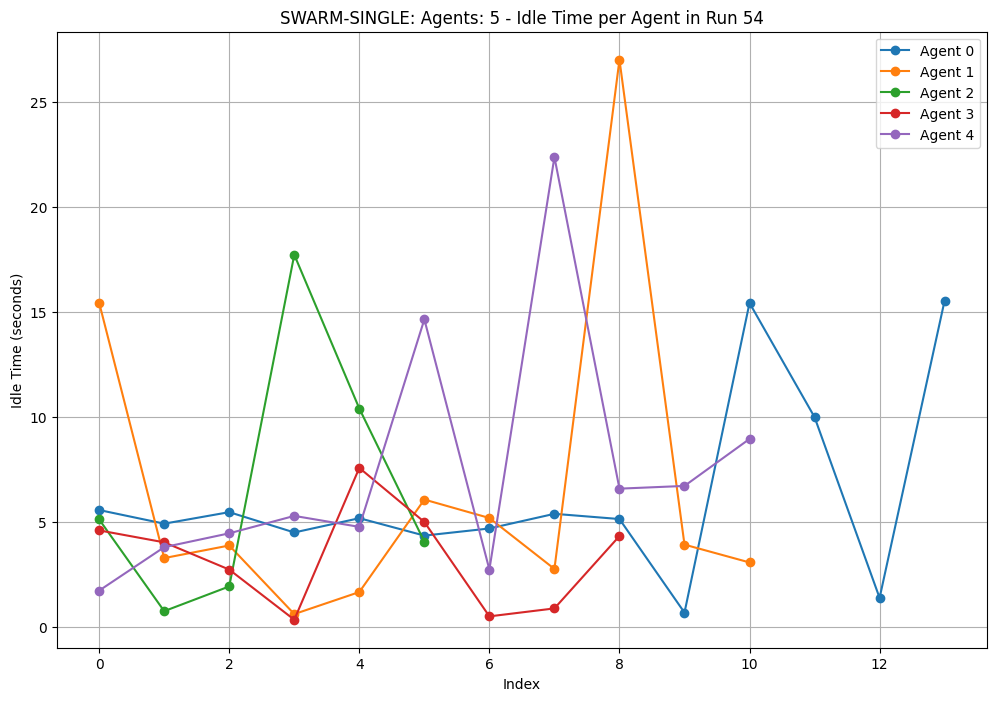 SWARM-SINGLE: Agents: 5 - Idle Time per Agent in Run 54
Agent 0
Agent 1
Agent 2
Agent 3
Agent 4
Idle Time (seconds)
25
20
15
10
5
0
0 2 4 6 8 10 12
Index